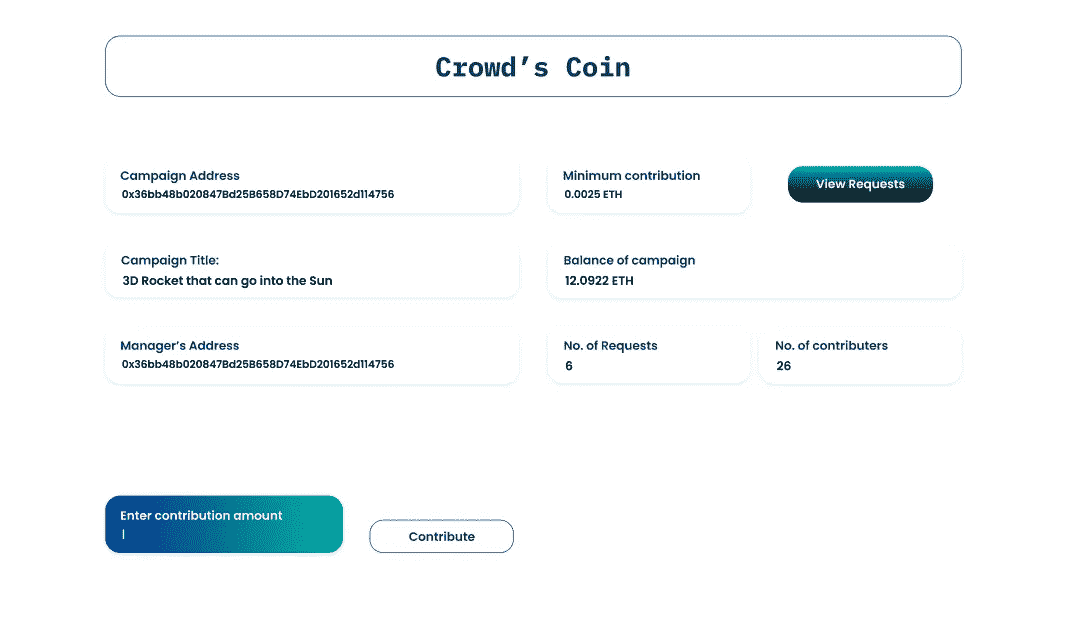 Crowd’s Coin
Campaign Address
0x36bb48b020847Bd25B658D74EbD201652d114756
Minimum contribution
0.0025 ETH
View Requests
Campaign Title:
3D Rocket that can go into the Sun
Balance of campaign
12.0922 ETH
Manager’s Address
0x36bb48b020847Bd25B658D74EbD201652d114756
No. of Requests
6
No. of contributers
26
Enter contribution amount
Contribute